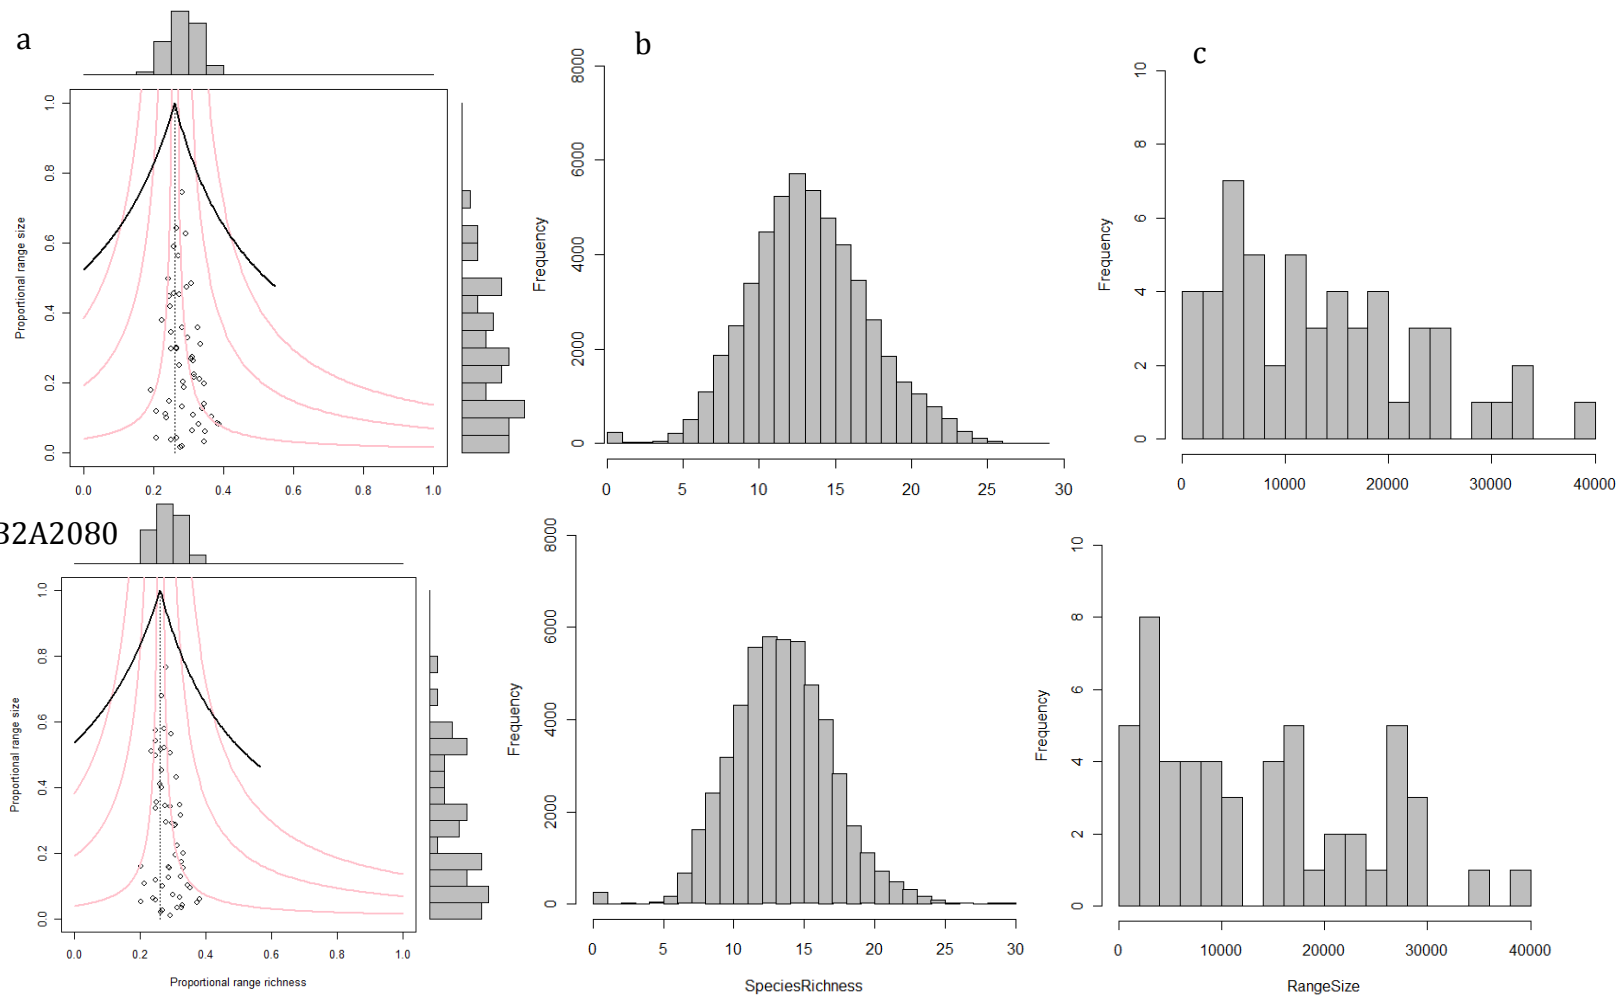 a
b
c
Proportional range size
0.0 0.2 0.4 0.6 0.8 1.0
0.0 0.2 0.4 0.6 0.8 1.0
Frequency
0 2000 4000 6000 8000
0 5 10 15 20 25 30
Frequency
0 2 4 6 8 10
0 10000 20000 30000 40000
B2A2080
Proportional range size
0.0 0.2 0.4 0.6 0.8 1.0
0.0 0.2 0.4 0.6 0.8 1.0
Proportional range richness
Frequency
0 2000 4000 6000 8000
0 5 10 15 20 25 30
SpeciesRichness
Frequency
0 2 4 6 8 10
0 10000 20000 30000 40000
RangeSize